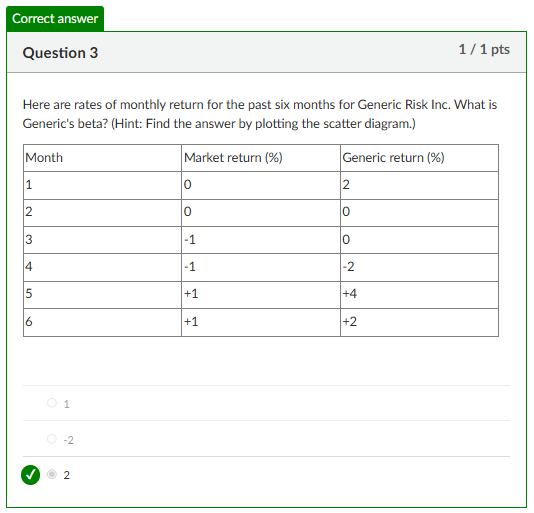 Correct answer
Question 3 1 / 1 pts
Here are rates of monthly return for the past six months for Generic Risk Inc. What is
Generic's beta? (Hint: Find the answer by plotting the scatter diagram.)
Month Market return (%) Generic return (%)
1 0 2
2 0 0
3 -1 0
4 -1 -2
5 +1 +4
6 +1 +2
1
-2
2